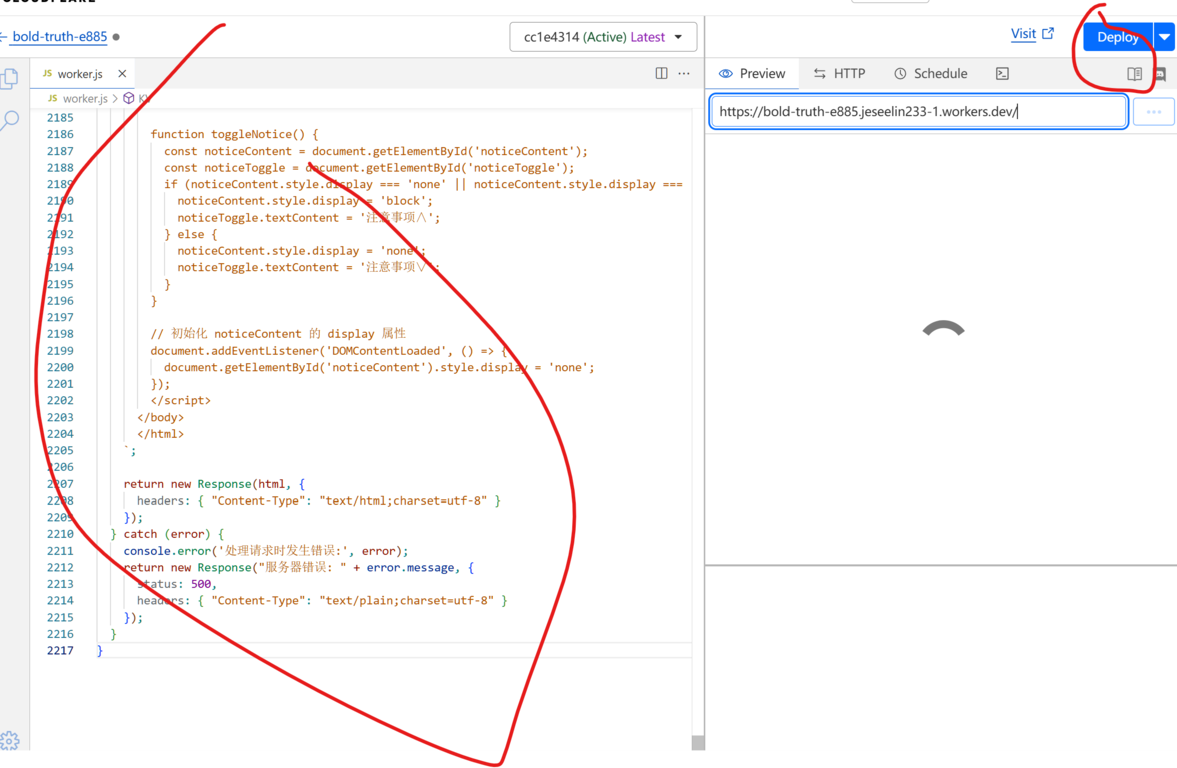 bold-truth-e885
cc1e4314 (Active) Latest
Visit
Deploy
JS worker.js
Preview
HTTP
Schedule
JS worker.js
https://bold-truth-e885.jeseelin233-1.workers.dev/
2185
2186 function toggleNotice() {
2187 const noticeContent = document.getElementById('noticeContent');
2188 const noticeToggle = document.getElementById('noticeToggle');
2189 if (noticeContent.style.display === 'none' || noticeContent.style.display ===
2190 noticeContent.style.display = 'block';
2191 noticeToggle.textContent = '注意事项∧';
2192 } else {
2193 noticeContent.style.display = 'none';
2194 noticeToggle.textContent = '注意事项∨';
2195 }
2196 }
2197
2198 // 初始化 noticeContent 的 display 属性
2199 document.addEventListener('DOMContentLoaded', () => {
2200 document.getElementById('noticeContent').style.display = 'none';
2201 });
2202 </script>
2203 </body>
2204 </html>
2205 `;
2206
2207 return new Response(html, {
2208 headers: { "Content-Type": "text/html;charset=utf-8" }
2209 });
2210 } catch (error) {
2211 console.error('处理请求时发生错误:', error);
2212 return new Response("服务器错误: " + error.message, {
2213 status: 500,
2214 headers: { "Content-Type": "text/plain;charset=utf-8" }
2215 });
2216 }
2217 }